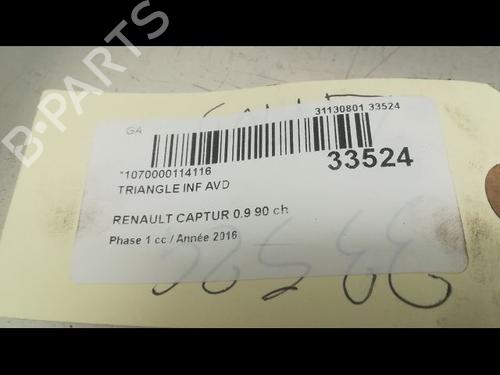 GA
31130801 33524
*1070000114116
33524
TRIANGLE INF AVD
RENAULT CAPTUR 0.9 90 ch
Phase 1 cc / Année 2016
B-PARTS